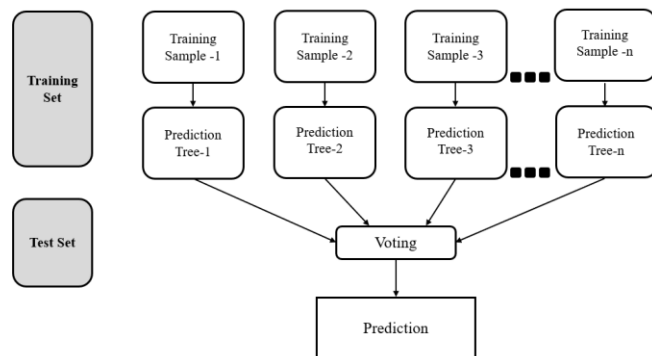 Training
Set
Test Set
Training
Sample -1
Training
Sample -2
Training
Sample -3
Training
Sample -n
Prediction
Tree-1
Prediction
Tree-2
Prediction
Tree-3
Prediction
Tree-n
Voting
Prediction